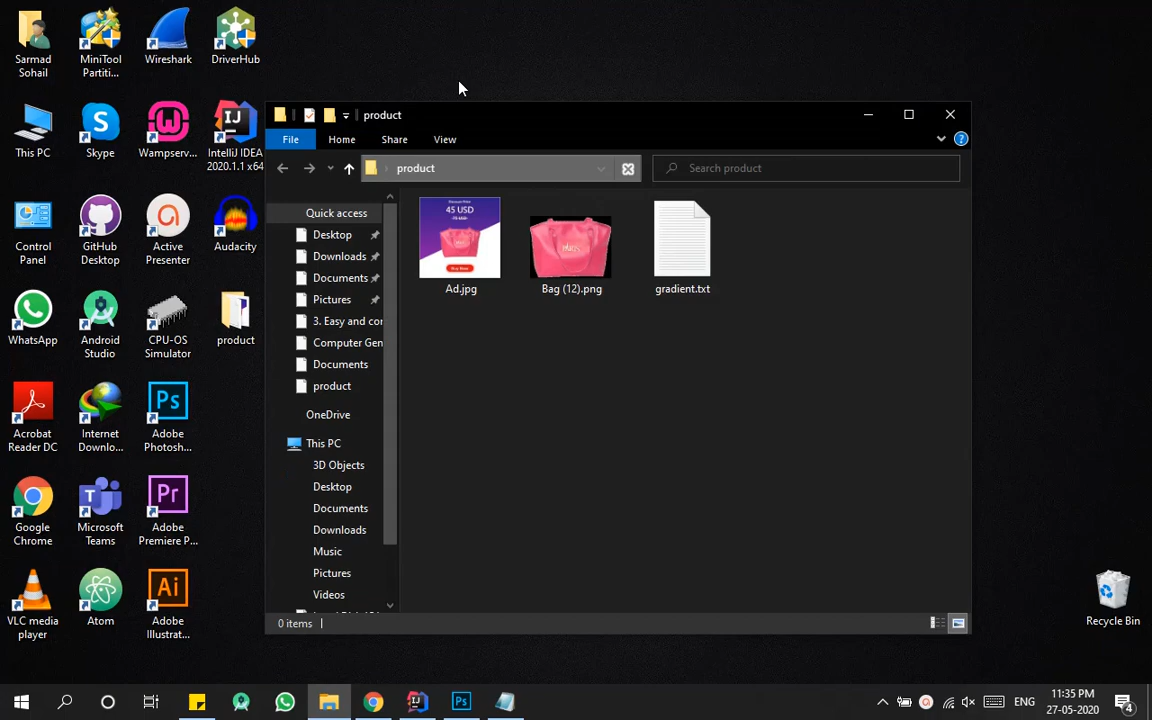 Sarmad
Sohail
MiniTool
Partiti...
Wireshark
DriverHub
This PC
Skype
Wampserv...
IntelliJ IDEA
2020.1.1 x64
Control
Panel
GitHub
Desktop
Active
Presenter
Audacity
WhatsApp
Android
Studio
CPU-OS
Simulator
product
Acrobat
Reader DC
Internet
Downlo...
Adobe
Photosh...
Google
Chrome
Microsoft
Teams
Adobe
Premiere P...
VLC media
player
Atom
Adobe
Illustrat...
product
File
Home
Share
View
product
Search product
Quick access
Desktop
Downloads
Documents
Pictures
3. Easy and cor
Computer Gen
Documents
product
OneDrive
This PC
3D Objects
Desktop
Documents
Downloads
Music
Pictures
Videos
45 USD
Buy Now
Ad.jpg
Bag (12).png
gradient.txt
0 items
Recycle Bin
ENG
11:35 PM
27-05-2020
4